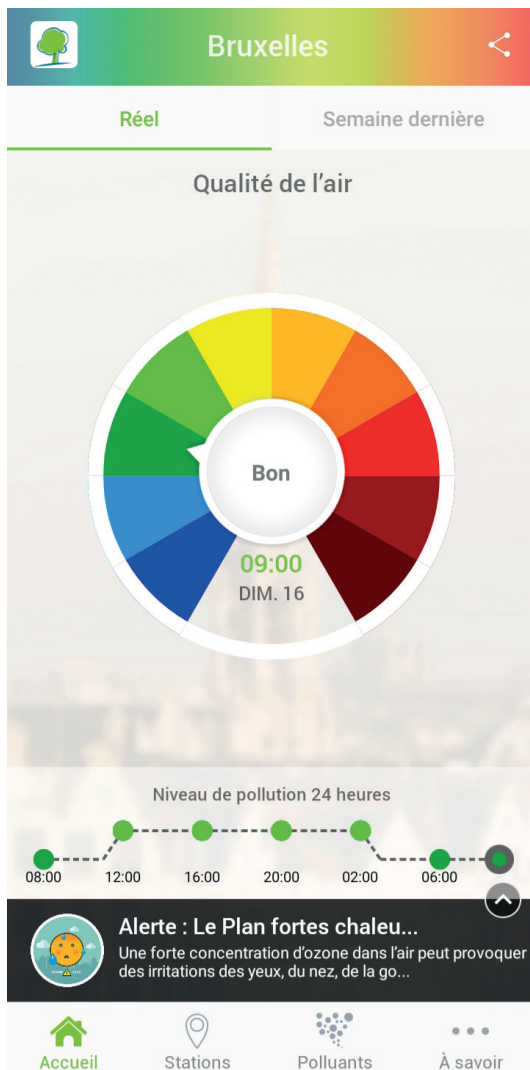 Bruxelles
Réel
Semaine dernière
Qualité de l'air
Bon
09:00
DIM. 16
Niveau de pollution 24 heures
08:00
12:00
16:00
20:00
02:00
06:00
Alerte : Le Plan fortes chaleu...
Une forte concentration d'ozone dans l'air peut provoquer
des irritations des yeux, du nez, de la go...
Accueil
Stations
Polluants
À savoir